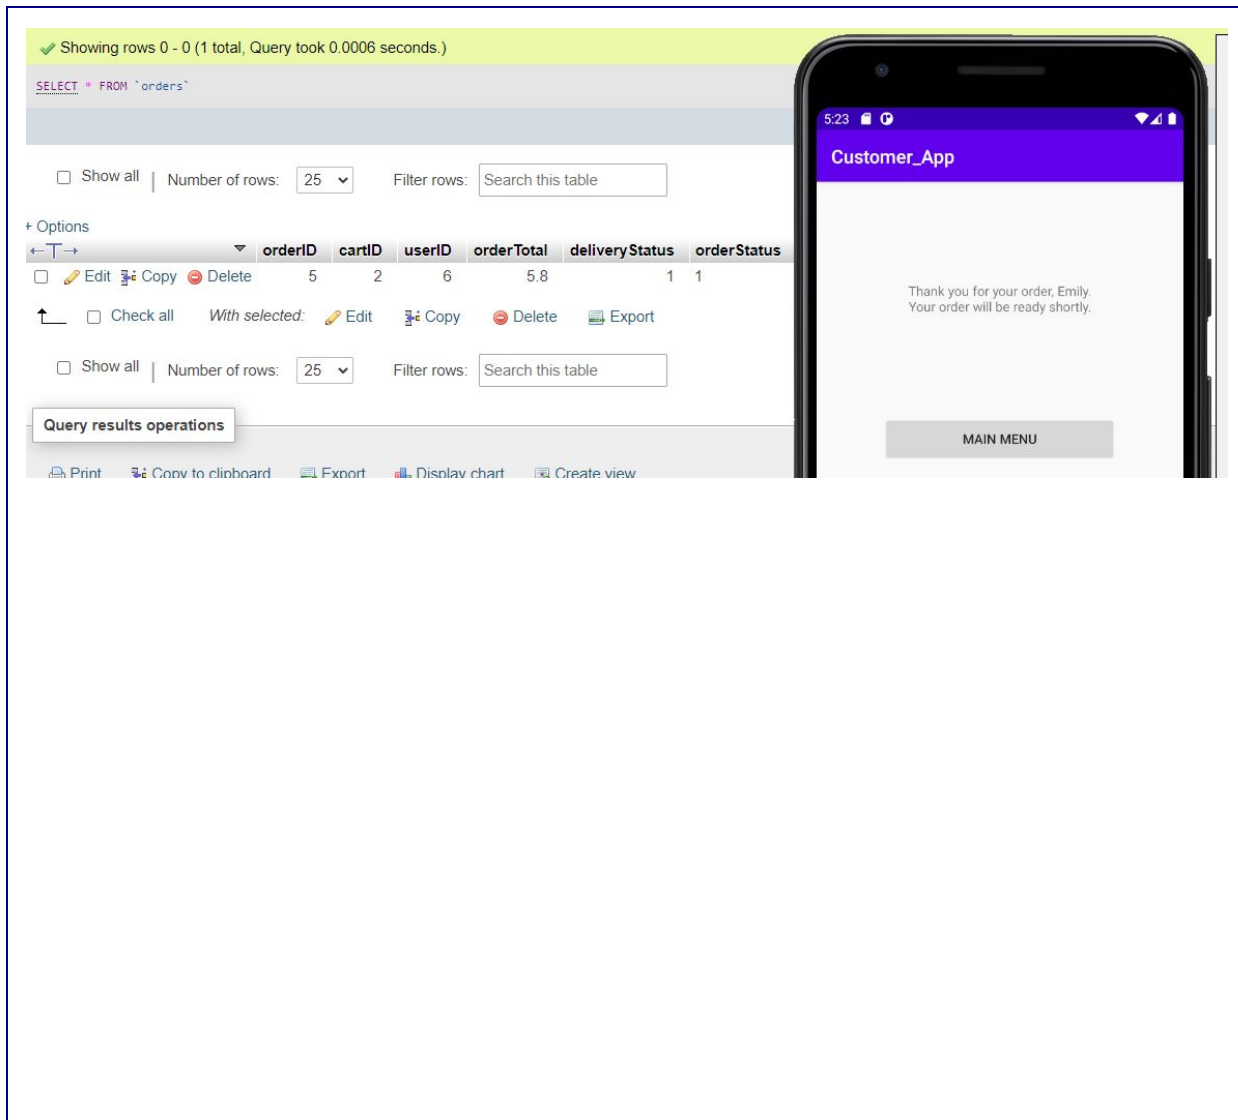 Showing rows 0 - 0 (1 total, Query took 0.0006 seconds.)
SELECT * FROM `orders`
Show all | Number of rows: 25 Filter rows: Search this table
+ Options
←T→ orderID cartID userID orderTotal deliveryStatus orderStatus
Edit Copy Delete 5 2 6 5.8 1 1
Check all With selected: Edit Copy Delete Export
Show all | Number of rows: 25 Filter rows: Search this table
Query results operations
Print Copy to clipboard Export Display chart Create view
5:23
Customer_App
Thank you for your order, Emily.
Your order will be ready shortly.
MAIN MENU